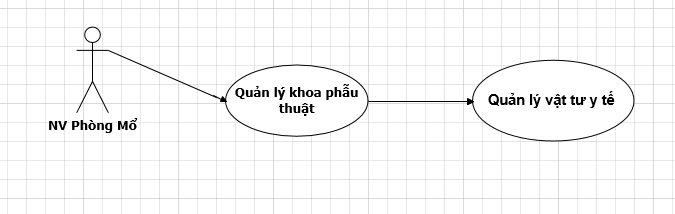 NV Phòng Mổ
Quản lý khoa phẫu
thuật
Quản lý vật tư y tế